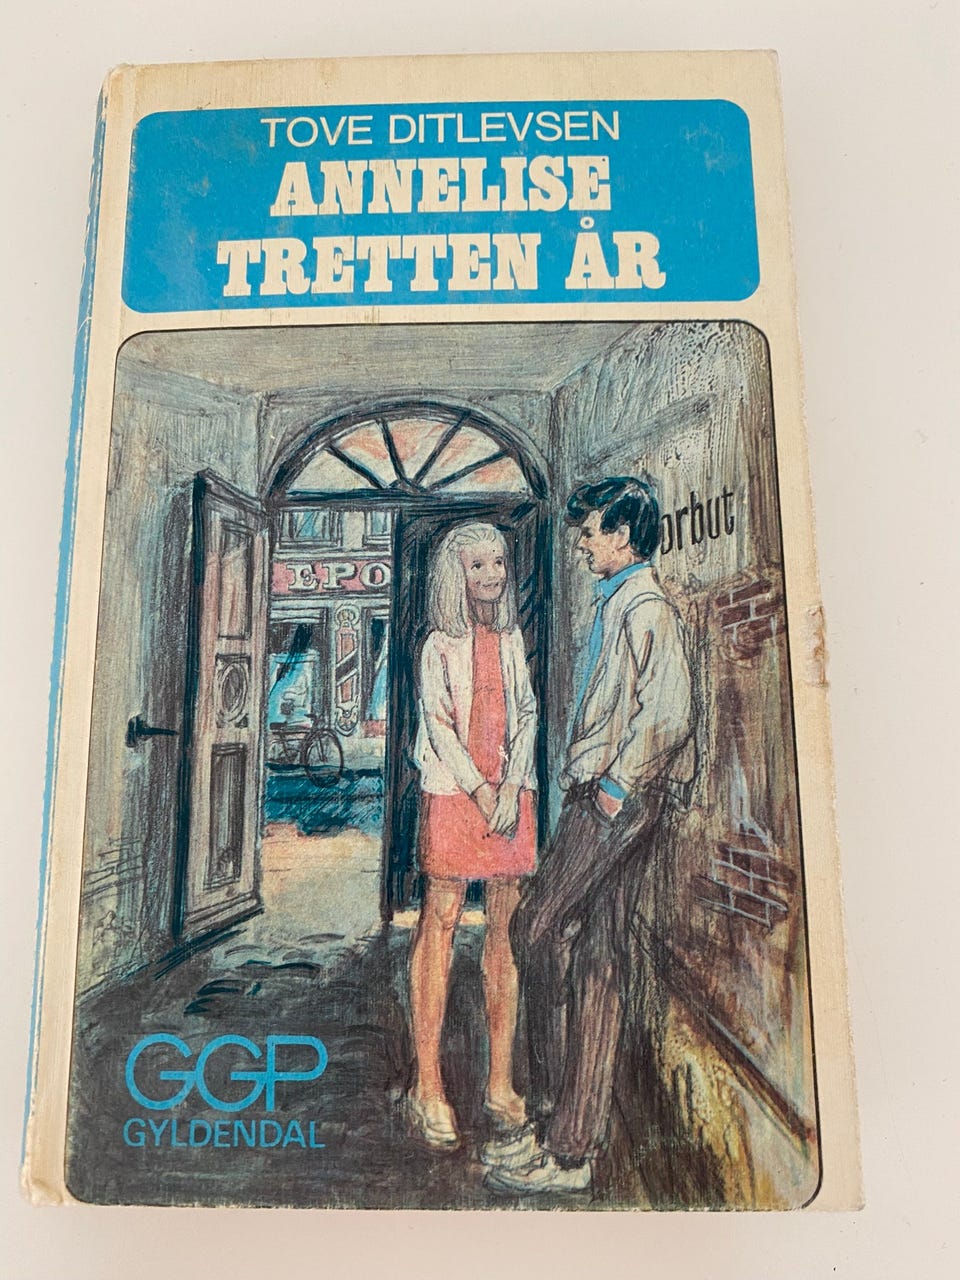 TOVE DITLEVSEN
ANNELISE
TRETTEN ÅR
orbut
EPO
GGP
GYLDENDAL